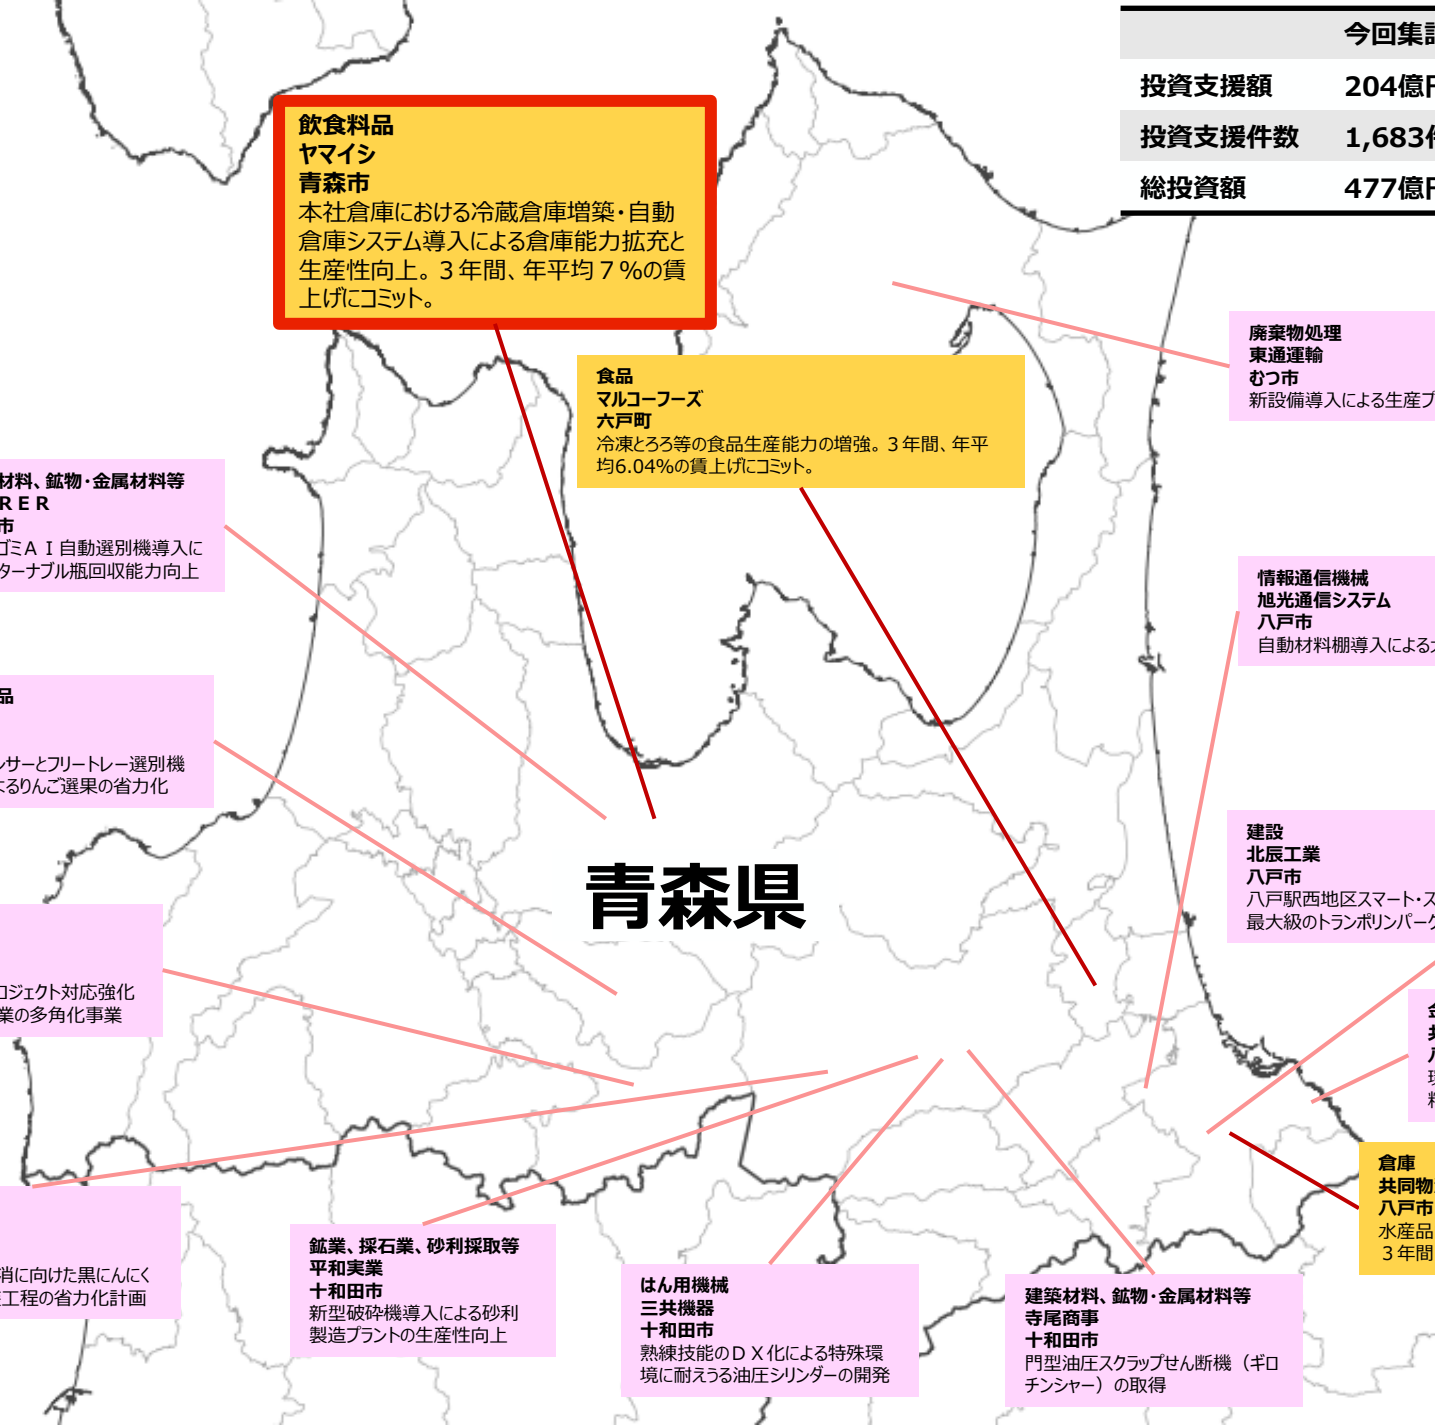 今回集
投資支援額 204億円
投資支援件数 1,683件
総投資額 477億円
飲食料品
ヤマイシ
青森市
本社倉庫における冷蔵倉庫増築・自動
倉庫システム導入による倉庫能力拡充と
生産性向上。３年間、年平均７%の賃
上げにコミット。
食品
マルコーフーズ
六戸町
冷凍とろろ等の食品生産能力の増強。３年間、年平
均6.04%の賃上げにコミット。
廃棄物処理
東通運輸
むつ市
新設備導入による生産プ
材料、鉱物・金属材料等
ＲＥＲ
市
ゴミＡＩ自動選別機導入に
ターナブル瓶回収能力向上
情報通信機械
旭光通信システム
八戸市
自動材料棚導入による
品
ンサーとフリートレー選別機
よるりんご選果の省力化
建設
北辰工業
八戸市
八戸駅西地区スマート・ス
最大級のトランポリンパーク
青森県
ロジェクト対応強化
業の多角化事業
倉庫
共同物
八戸市
水産品
３年間
消に向けた黒にんにく
工程の省力化計画
鉱業、採石業、砂利採取等
平和実業
十和田市
新型破砕機導入による砂利
製造プラントの生産性向上
はん用機械
三共機器
十和田市
熟練技能のＤＸ化による特殊環
境に耐えうる油圧シリンダーの開発
建築材料、鉱物・金属材料等
寺尾商事
十和田市
門型油圧スクラップせん断機（ギロ
チンシャー）の取得